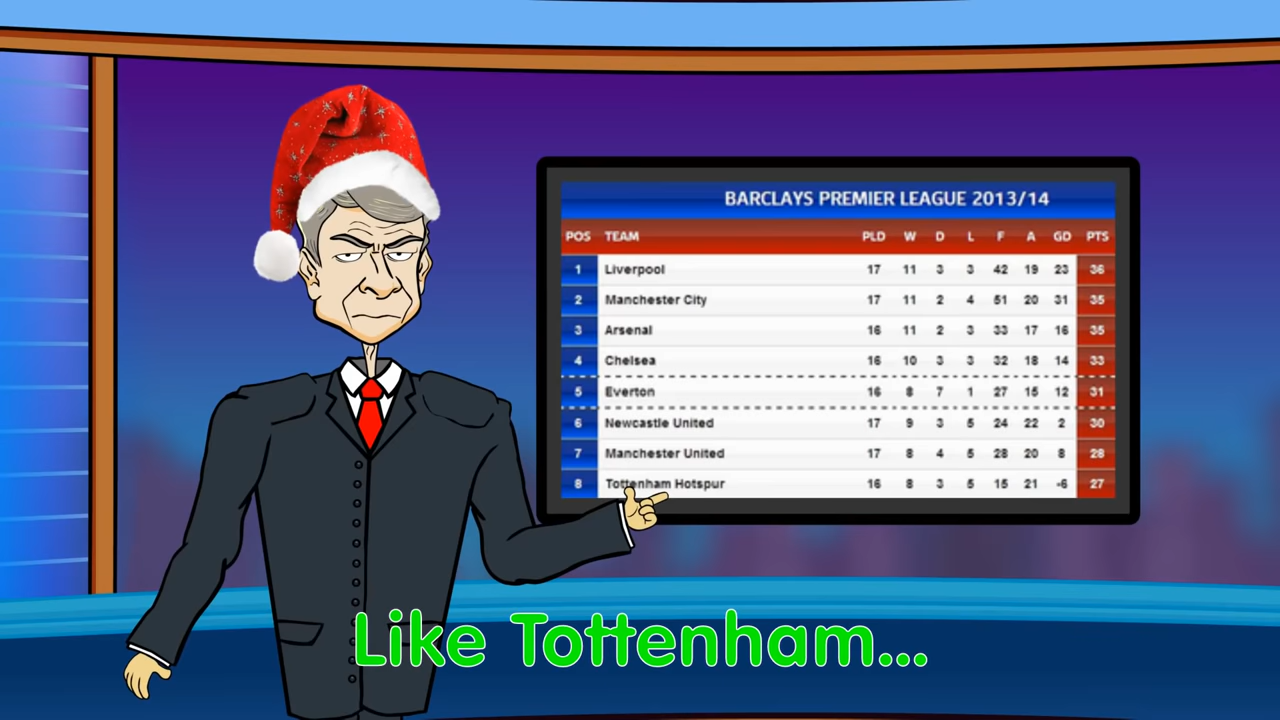 BARCLAYS PREMIER LEAGUE 2013/14
POS TEAM PLD W D L F A GD PTS
1 Liverpool 17 11 3 3 42 19 23 36
2 Manchester City 17 11 2 4 51 20 31 35
3 Arsenal 16 11 2 3 33 17 16 35
4 Chelsea 16 10 3 3 32 18 14 33
5 Everton 16 8 7 1 27 15 12 31
6 Newcastle United 17 9 3 5 24 22 2 30
7 Manchester United 17 8 4 5 28 20 8 28
8 Tottenham Hotspur 16 8 3 5 15 21 -6 27
Like Tottenham...